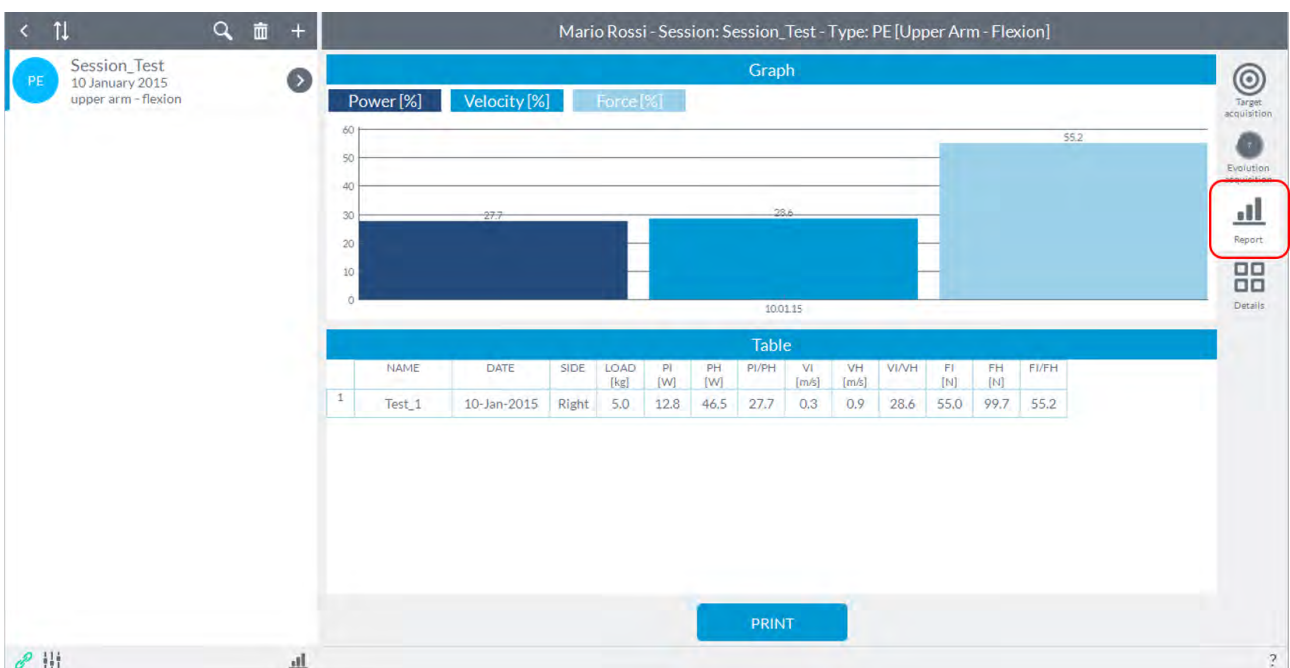 Mario Rossi - Session: Session_Test - Type: PE [Upper Arm - Flexion]
PE
Session_Test
10 January 2015
upper arm - flexion
Graph
Power [%] Velocity [%] Force [%]
60
50
40
30
20
10
0
27.7
28.6
55.2
10.01.15
Table
NAME DATE SIDE LOAD [kg] PI [W] PH [W] PI/PH VI [m/s] VH [m/s] VI/VH FI [N] FH [N] FI/FH
1 Test_1 10-Jan-2015 Right 5.0 12.8 46.5 27.7 0.3 0.9 28.6 55,0 99.7 55.2
PRINT
Target
acquisition
Evolution
acquisition
Report
Details
?